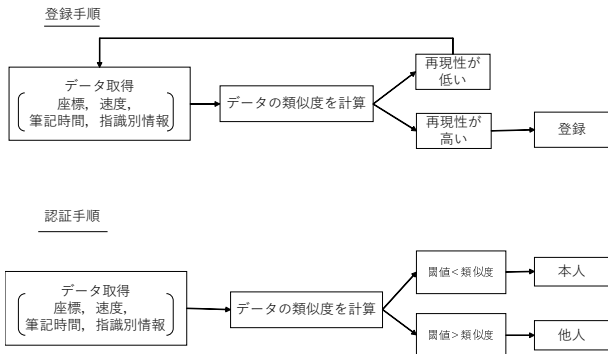 登録手順
データ取得
座標，速度，
筆記時間，指識別情報
データの類似度を計算
再現性が
低い
再現性が
高い
登録
認証手順
データ取得
座標，速度，
筆記時間，指識別情報
データの類似度を計算
閾値<類似度
本人
閾値>類似度
他人